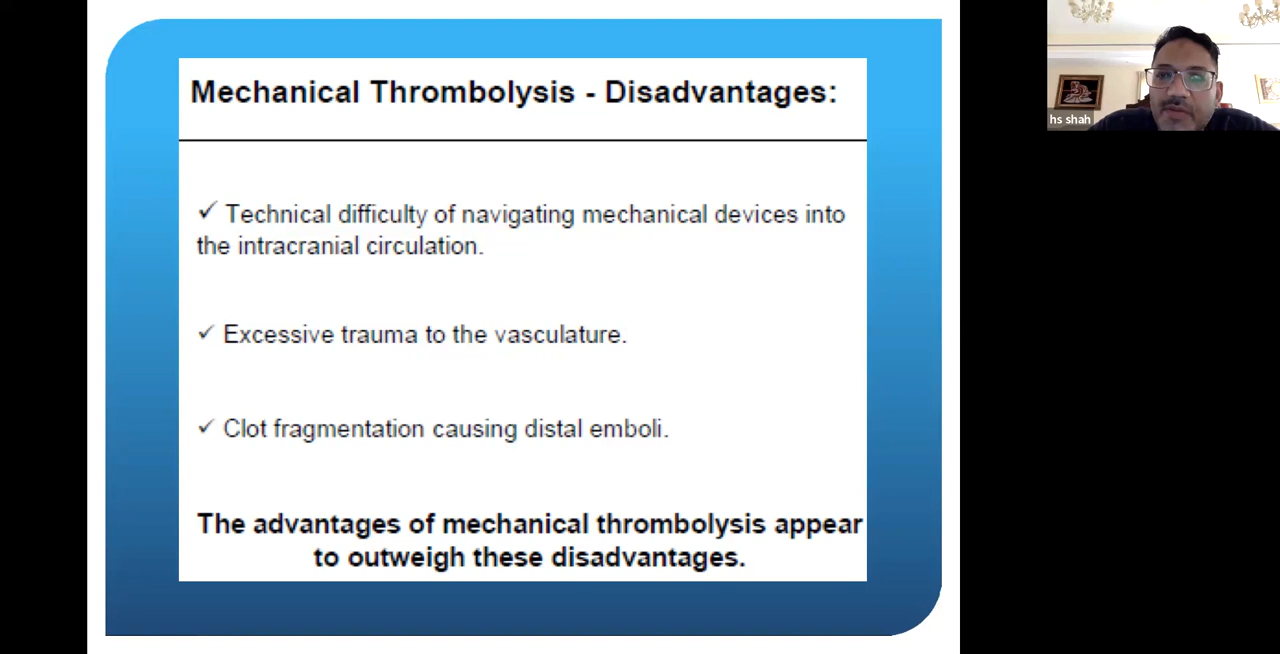 Mechanical Thrombolysis - Disadvantages:
✓ Technical difficulty of navigating mechanical devices into
the intracranial circulation.
✓ Excessive trauma to the vasculature.
✓ Clot fragmentation causing distal emboli.
The advantages of mechanical thrombolysis appear
to outweigh these disadvantages.
hs shah